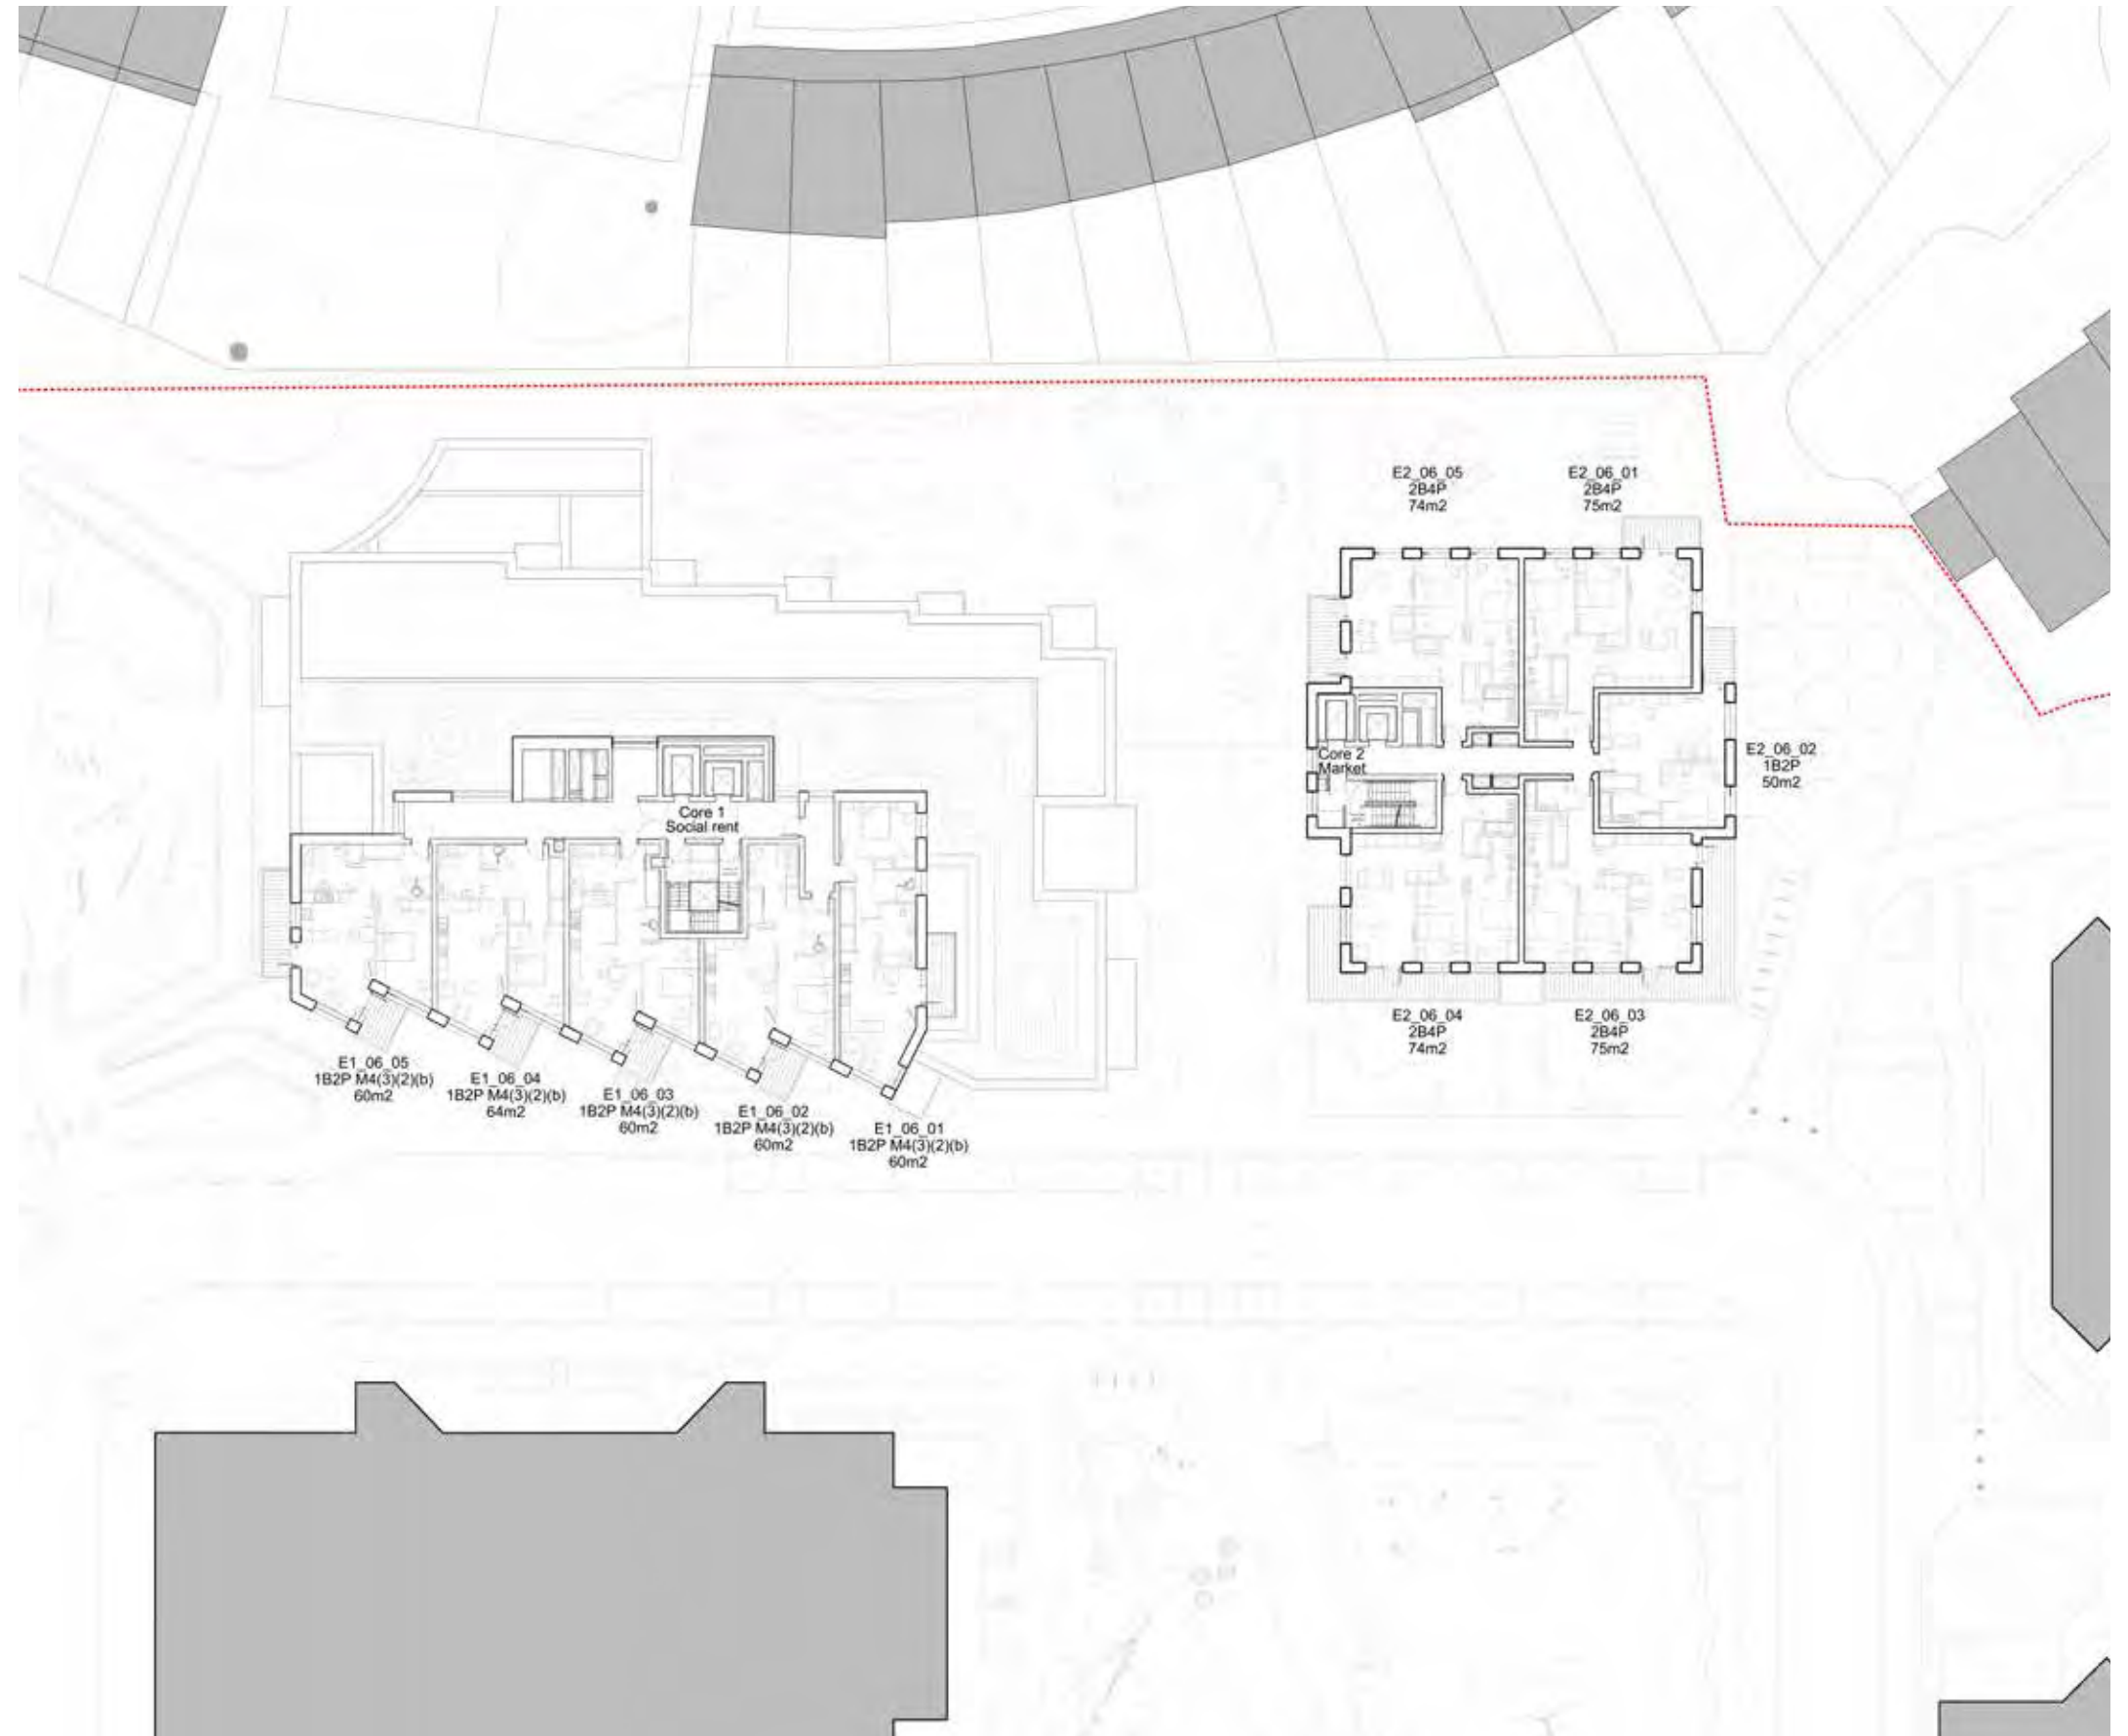 E2_06_05
2B4P
74m2
E2_06_01
2B4P
75m2
Core 2
Market
E2_06_02
1B2P
50m2
Core 1
Social rent
E2_06_04
2B4P
74m2
E2_06_03
2B4P
75m2
E1_06_05
1B2P M4(3)(2)(b)
60m2
E1_06_04
1B2P M4(3)(2)(b)
64m2
E1_06_03
1B2P M4(3)(2)(b)
60m2
E1_06_02
1B2P M4(3)(2)(b)
60m2
E1_06_01
1B2P M4(3)(2)(b)
60m2